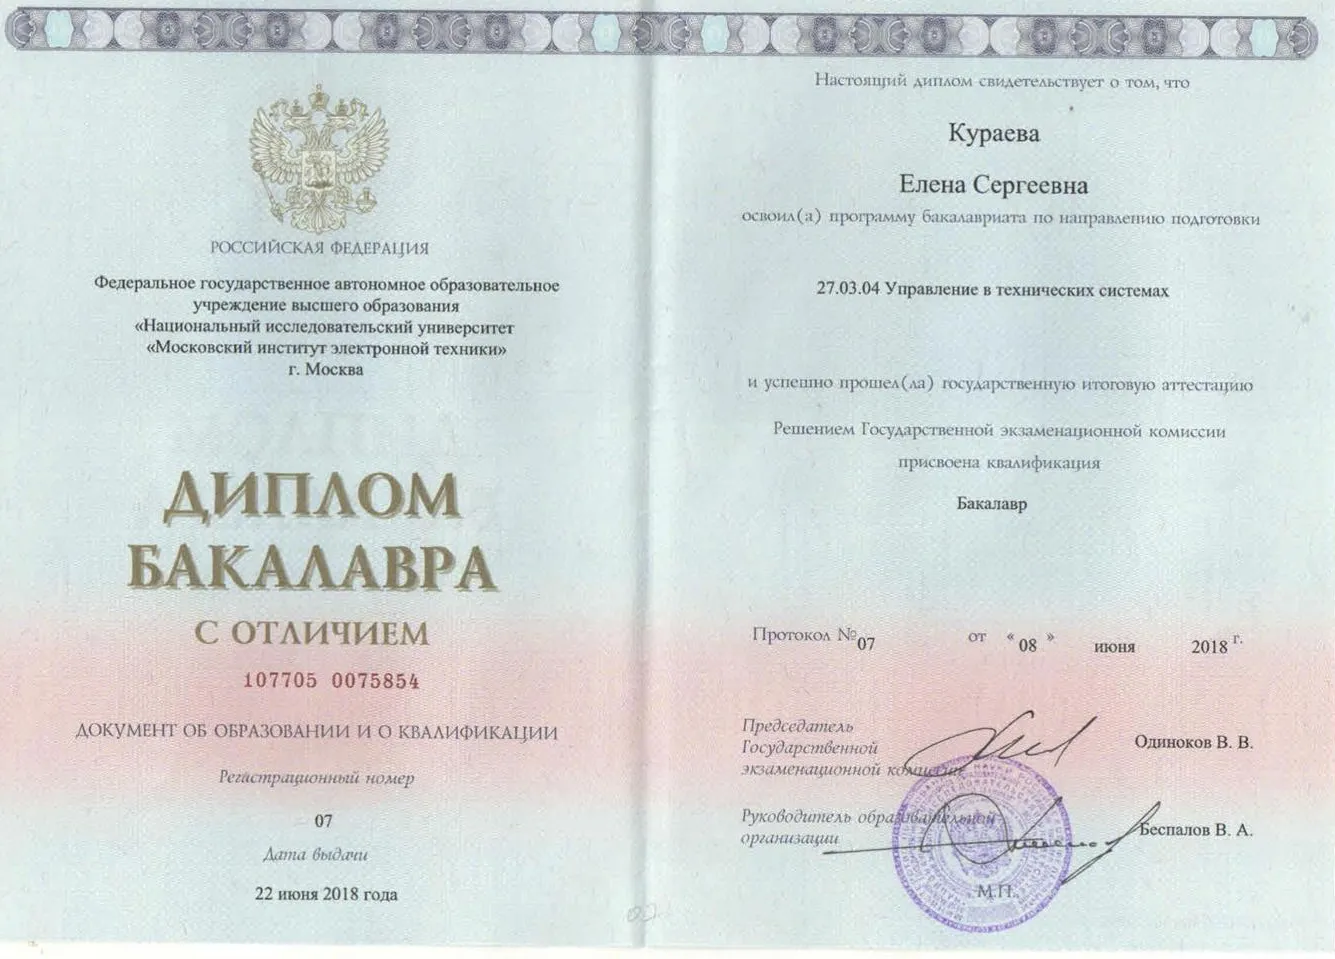 РОССИЙСКАЯ ФЕДЕРАЦИЯ
Федеральное государственное автономное образовательное
учреждение высшего образования
«Национальный исследовательский университет
«Московский институт электронной техники»
г. Москва
ДИПЛОМ
БАКАЛАВРА
С ОТЛИЧИЕМ
107705 0075854
ДОКУМЕНТ ОБ ОБРАЗОВАНИИ И О КВАЛИФИКАЦИИ
Регистрационный номер
07
Дата выдачи
22 июня 2018 года
Настоящий диплом свидетельствует о том, что
Кураева
Елена Сергеевна
освоил(а) программу бакалавриата по направлению подготовки
27.03.04 Управление в технических системах
и успешно прошел(ла) государственную итоговую аттестацию
Решением Государственной экзаменационной комиссии
присвоена квалификация
Бакалавр
Протокол № 07 от « 08 » июня 2018 г.
Председатель
Государственной
экзаменационной комиссии
Одиноков В. В.
Руководитель образовательной
организации
Беспалов В. А.
М.П.